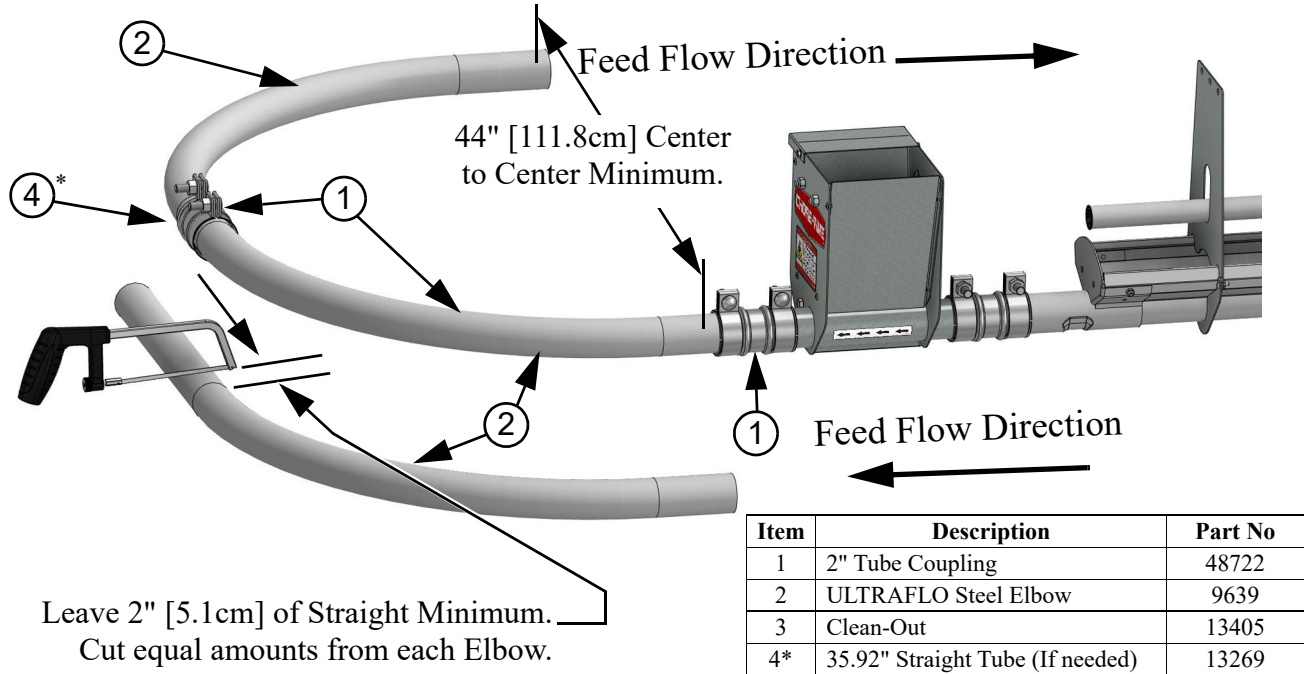 2
Feed Flow Direction
44" [111.8cm] Center
to Center Minimum.
4*
1
2
1
Feed Flow Direction
Leave 2" [5.1cm] of Straight Minimum.
Cut equal amounts from each Elbow.
Item Description Part No
1 2" Tube Coupling 48722
2 ULTRAFLO Steel Elbow 9639
3 Clean-Out 13405
4* 35.92" Straight Tube (If needed) 13269